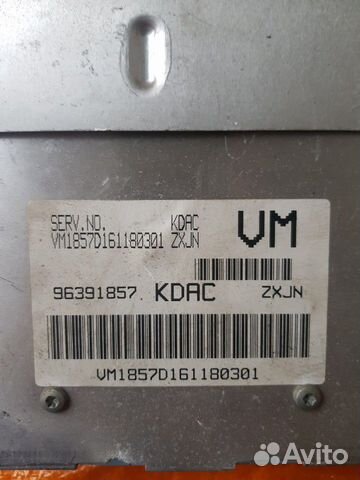 SERV.NO. KDAC VM
VM1857D161180301 ZXJN
96391857 KDAC ZXJN
VM1857D161180301
Avito